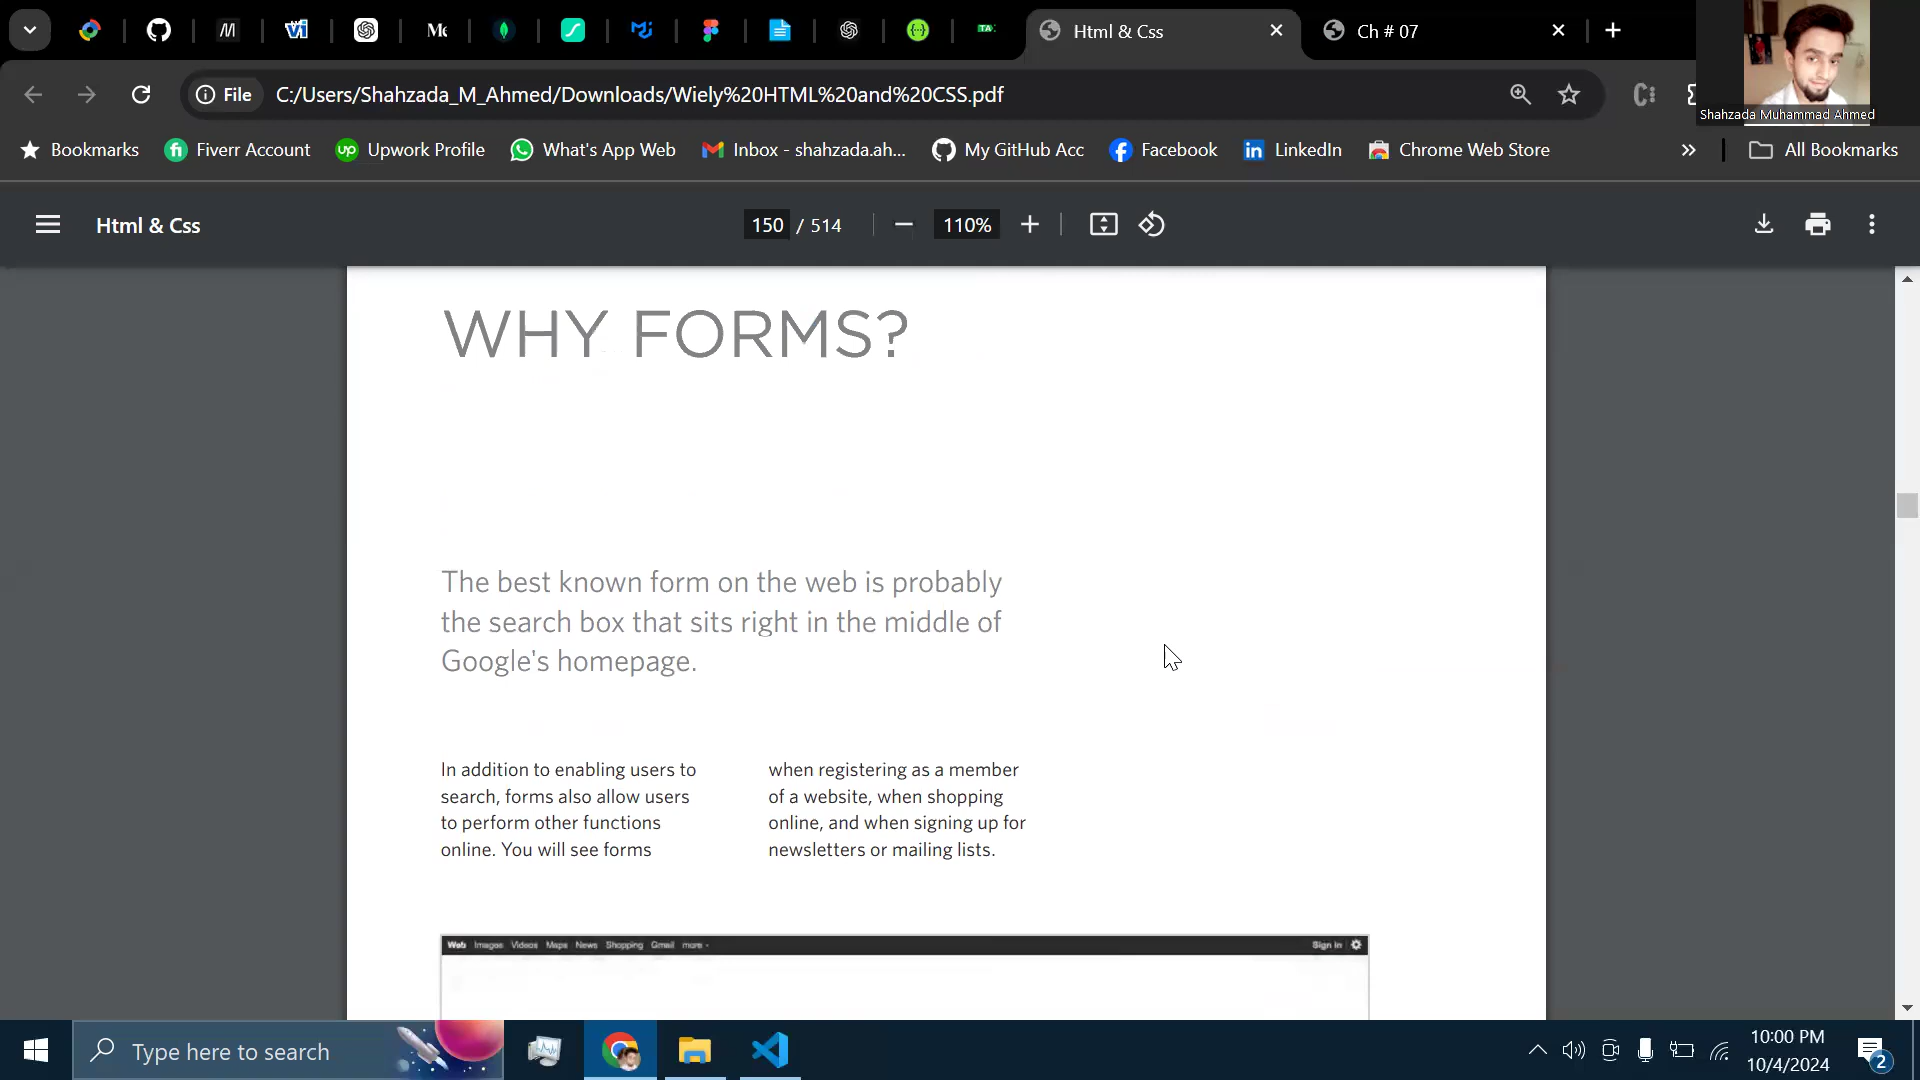 Html & Css
Ch # 07
File
C:/Users/Shahzada_M_Ahmed/Downloads/Wiely%20HTML%20and%20CSS.pdf
Shahzada Muhammad Ahmed
Bookmarks
Fiverr Account
Upwork Profile
What's App Web
Inbox - shahzada.ah...
My GitHub Acc
Facebook
LinkedIn
Chrome Web Store
»
All Bookmarks
Html & Css
150 / 514
110%
WHY FORMS?
The best known form on the web is probably
the search box that sits right in the middle of
Google's homepage.
In addition to enabling users to
search, forms also allow users
to perform other functions
online. You will see forms
when registering as a member
of a website, when shopping
online, and when signing up for
newsletters or mailing lists.
Web Images Videos Maps News Shopping Gmail more
Sign in
Type here to search
10:00 PM
10/4/2024
2